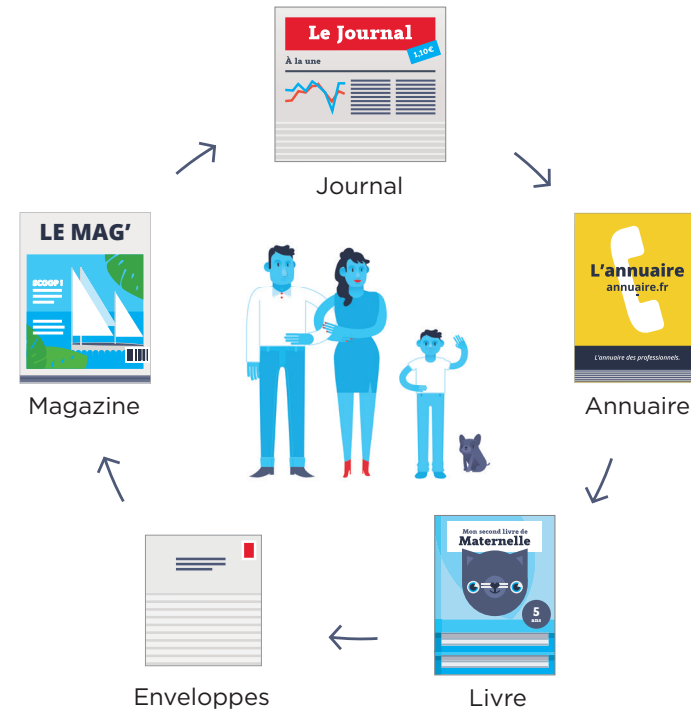 Le Journal
1,10€
À la une
Journal
LE MAG'
SCOOP !
Magazine
L'annuaire
annuaire.fr
L'annuaire des professionnels.
Annuaire
Mon second livre de
Maternelle
5
ans
Livre
Enveloppes